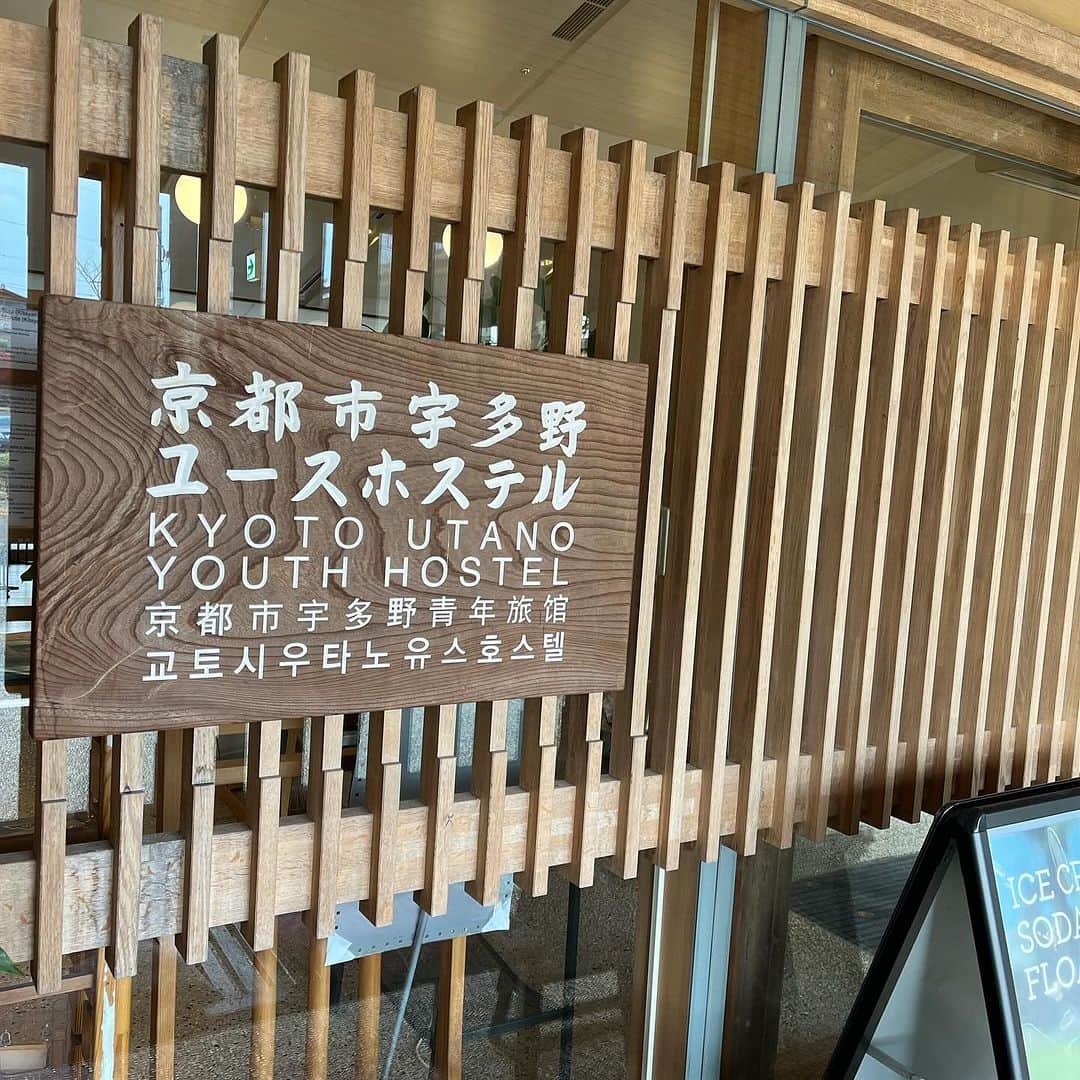 京都市宇多野
ユースホステル
KYOTO UTANO
YOUTH HOSTEL
京都市宇多野青年旅馆
교토시우타노유스호스텔
ICE
SODA